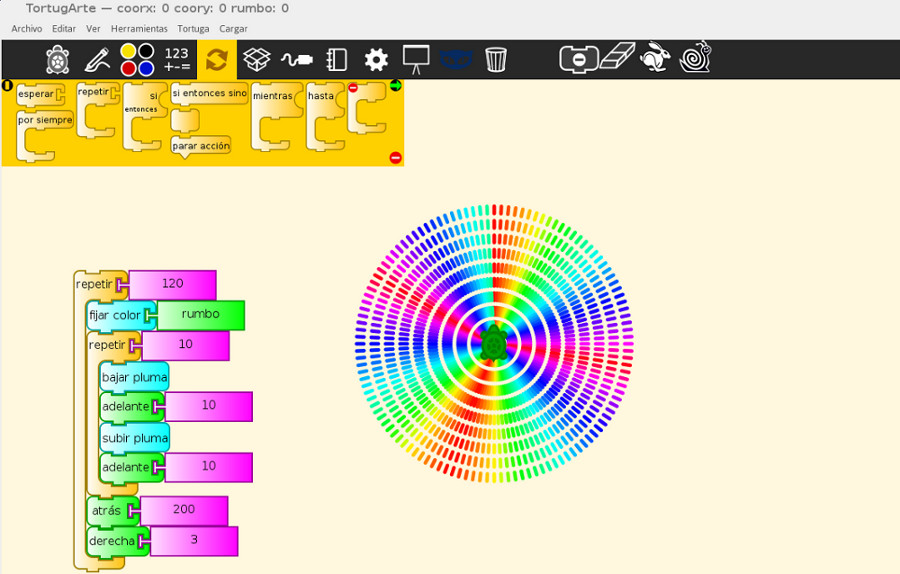 TortugArte — coorx: 0 coory: 0 rumbo: 0
Archivo Editar Ver Herramientas Tortuga Cargar
123
+-=
esperar
repetir
si
entonces
si entonces sino
mientras
hasta
por siempre
parar acción
repetir 120
fijar color rumbo
repetir 10
bajar pluma
adelante 10
subir pluma
adelante 10
atrás 200
derecha 3